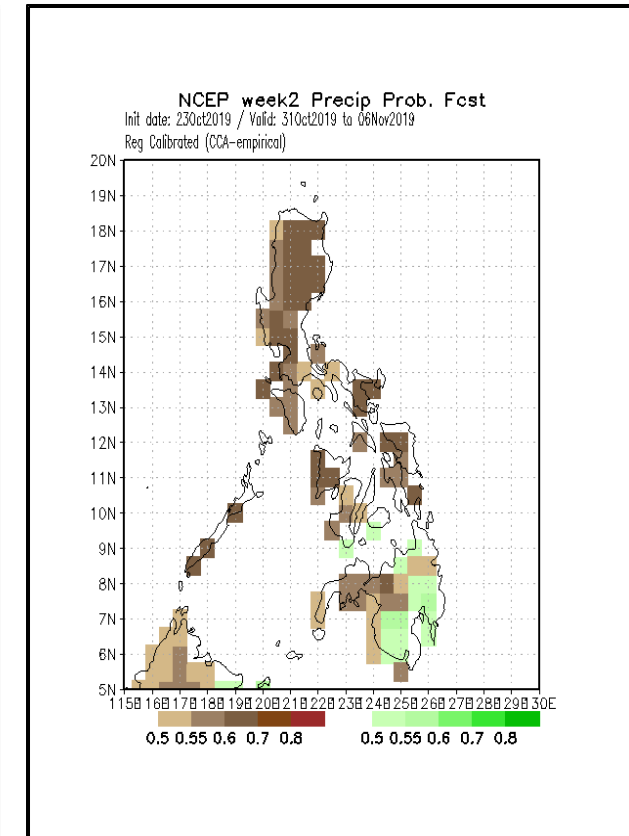 NCEP week2 Precip Prob. Fcst
Init date: 23Oct2019 / Valid: 31Oct2019 to 06Nov2019
Reg Calibrated (CCA-empirical)
20N
19N
18N
17N
16N
15N
14N
13N
12N
11N
10N
9N
8N
7N
6N
5N
115E 116E 117E 118E 119E 120E 121E 122E 123E 124E 125E 126E 127E 128E 129E 130E
0.5 0.55 0.6 0.7 0.8 0.5 0.55 0.6 0.7 0.8